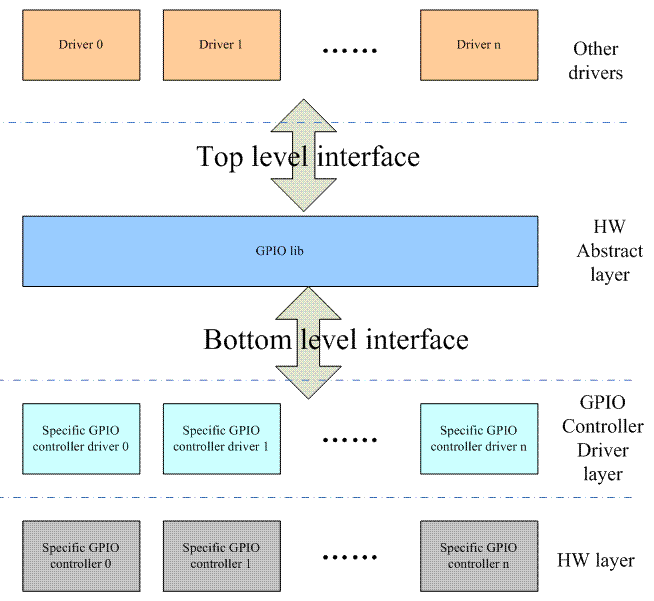 Driver 0
Driver 1
……
Driver n
Other
drivers
Top level interface
GPIO lib
HW
Abstract
layer
Bottom level interface
Specific GPIO
controller driver 0
Specific GPIO
controller driver 1
……
Specific GPIO
controller driver n
GPIO
Controller
Driver
layer
Specific GPIO
controller 0
Specific GPIO
controller 1
……
Specific GPIO
controller n
HW layer